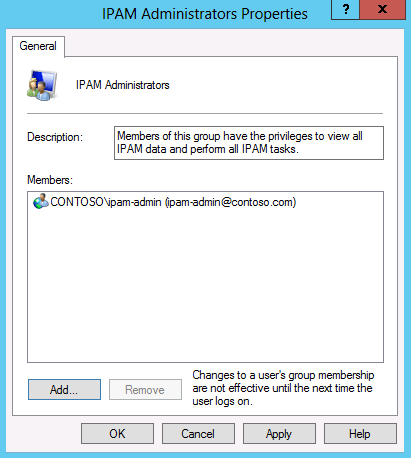 IPAM Administrators Properties
?
x
General
IPAM Administrators
Description:
Members of this group have the privileges to view all
IPAM data and perform all IPAM tasks.
Members:
CONTOSO\ipam-admin (ipam-admin@contoso.com)
Add...
Remove
Changes to a user's group membership
are not effective until the next time the
user logs on.
OK
Cancel
Apply
Help